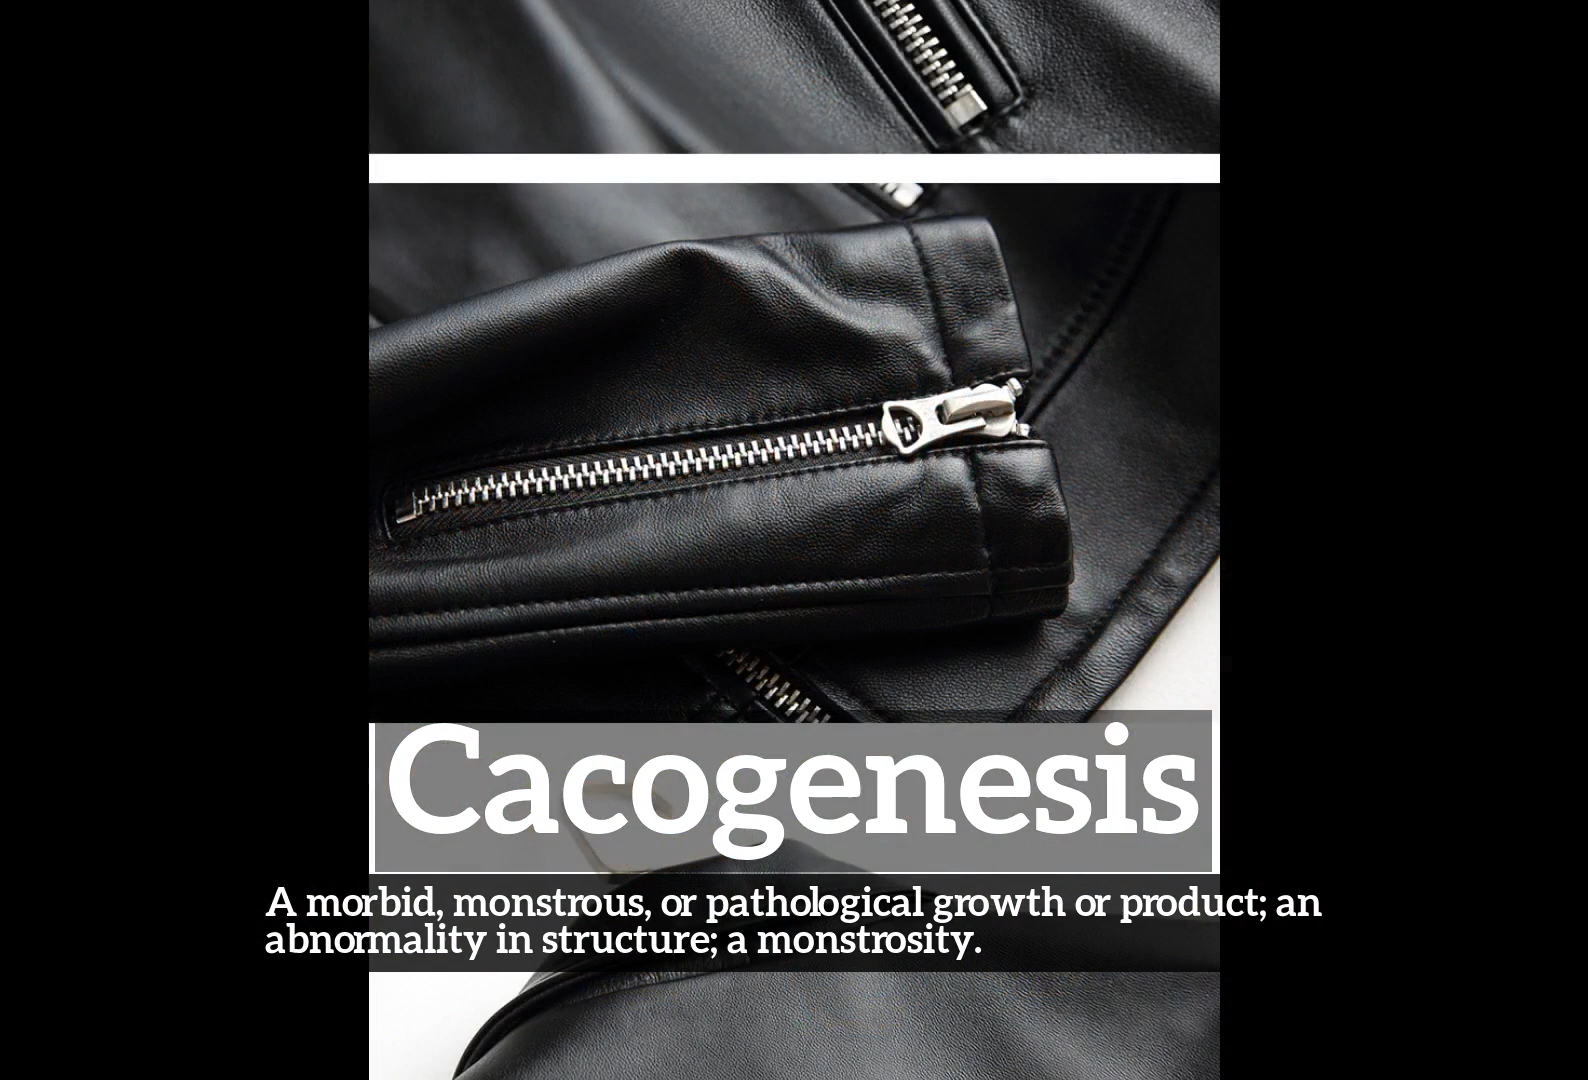 Cacogenesis
A morbid, monstrous, or pathological growth or product; an
abnormality in structure; a monstrosity.